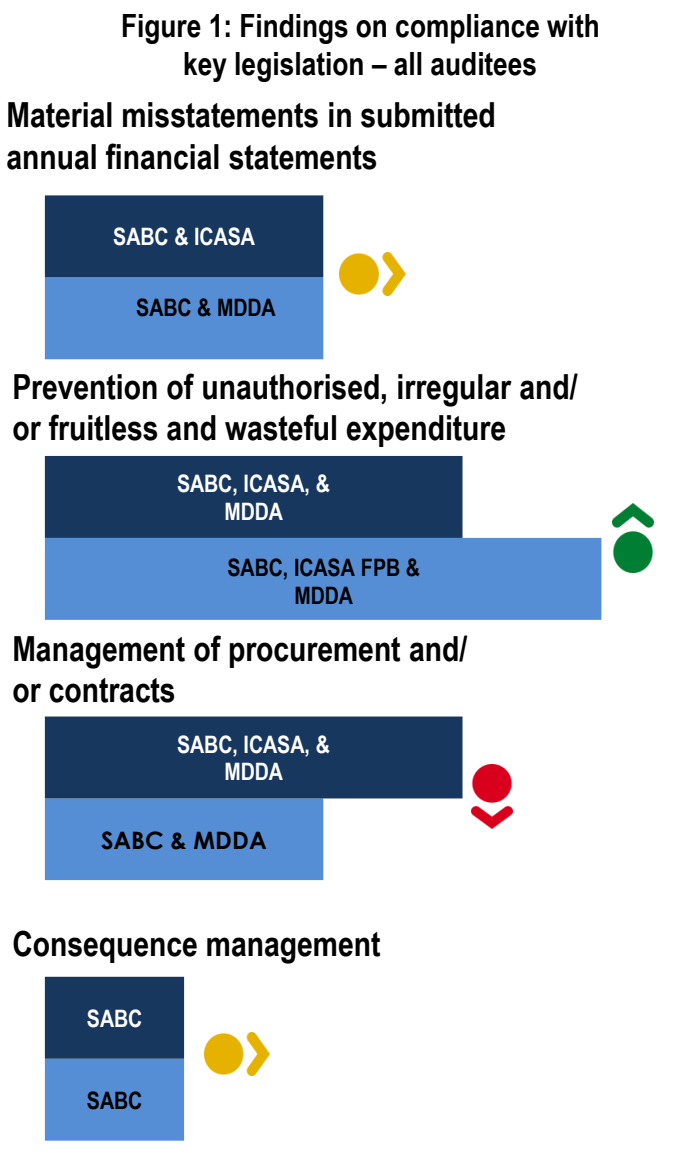 Figure 1: Findings on compliance with
key legislation – all auditees
Material misstatements in submitted
annual financial statements
SABC & ICASA
SABC & MDDA
Prevention of unauthorised, irregular and/
or fruitless and wasteful expenditure
SABC, ICASA, &
MDDA
SABC, ICASA FPB &
MDDA
Management of procurement and/
or contracts
SABC, ICASA, &
MDDA
SABC & MDDA
Consequence management
SABC
SABC